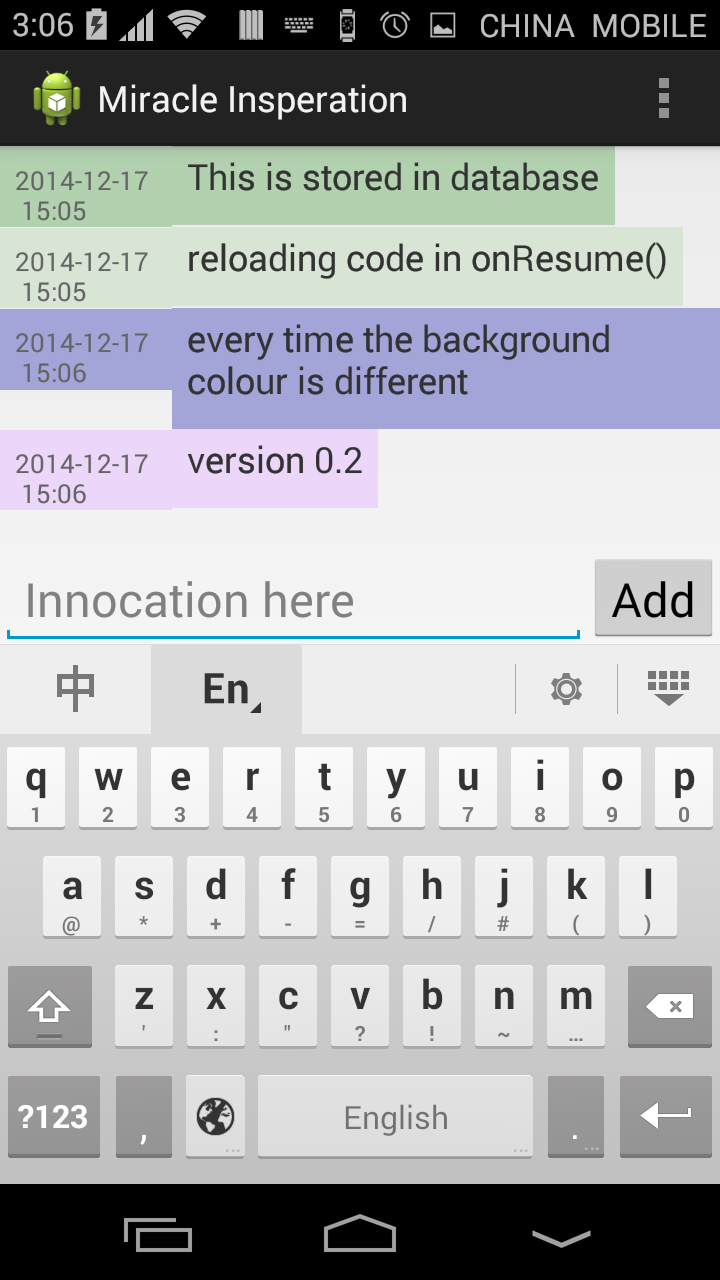 3:06 CHINA MOBILE
Miracle Insperation
2014-12-17 This is stored in database
15:05
2014-12-17 reloading code in onResume()
15:05
2014-12-17 every time the background
15:06 colour is different
2014-12-17 version 0.2
15:06
Innocation here Add
中 En
q w e r t y u i o p
1 2 3 4 5 6 7 8 9 0
a s d f g h j k l
@ * + - = / # ( )
z x c v b n m
' : " ? ! ~ ...
?123 , English .